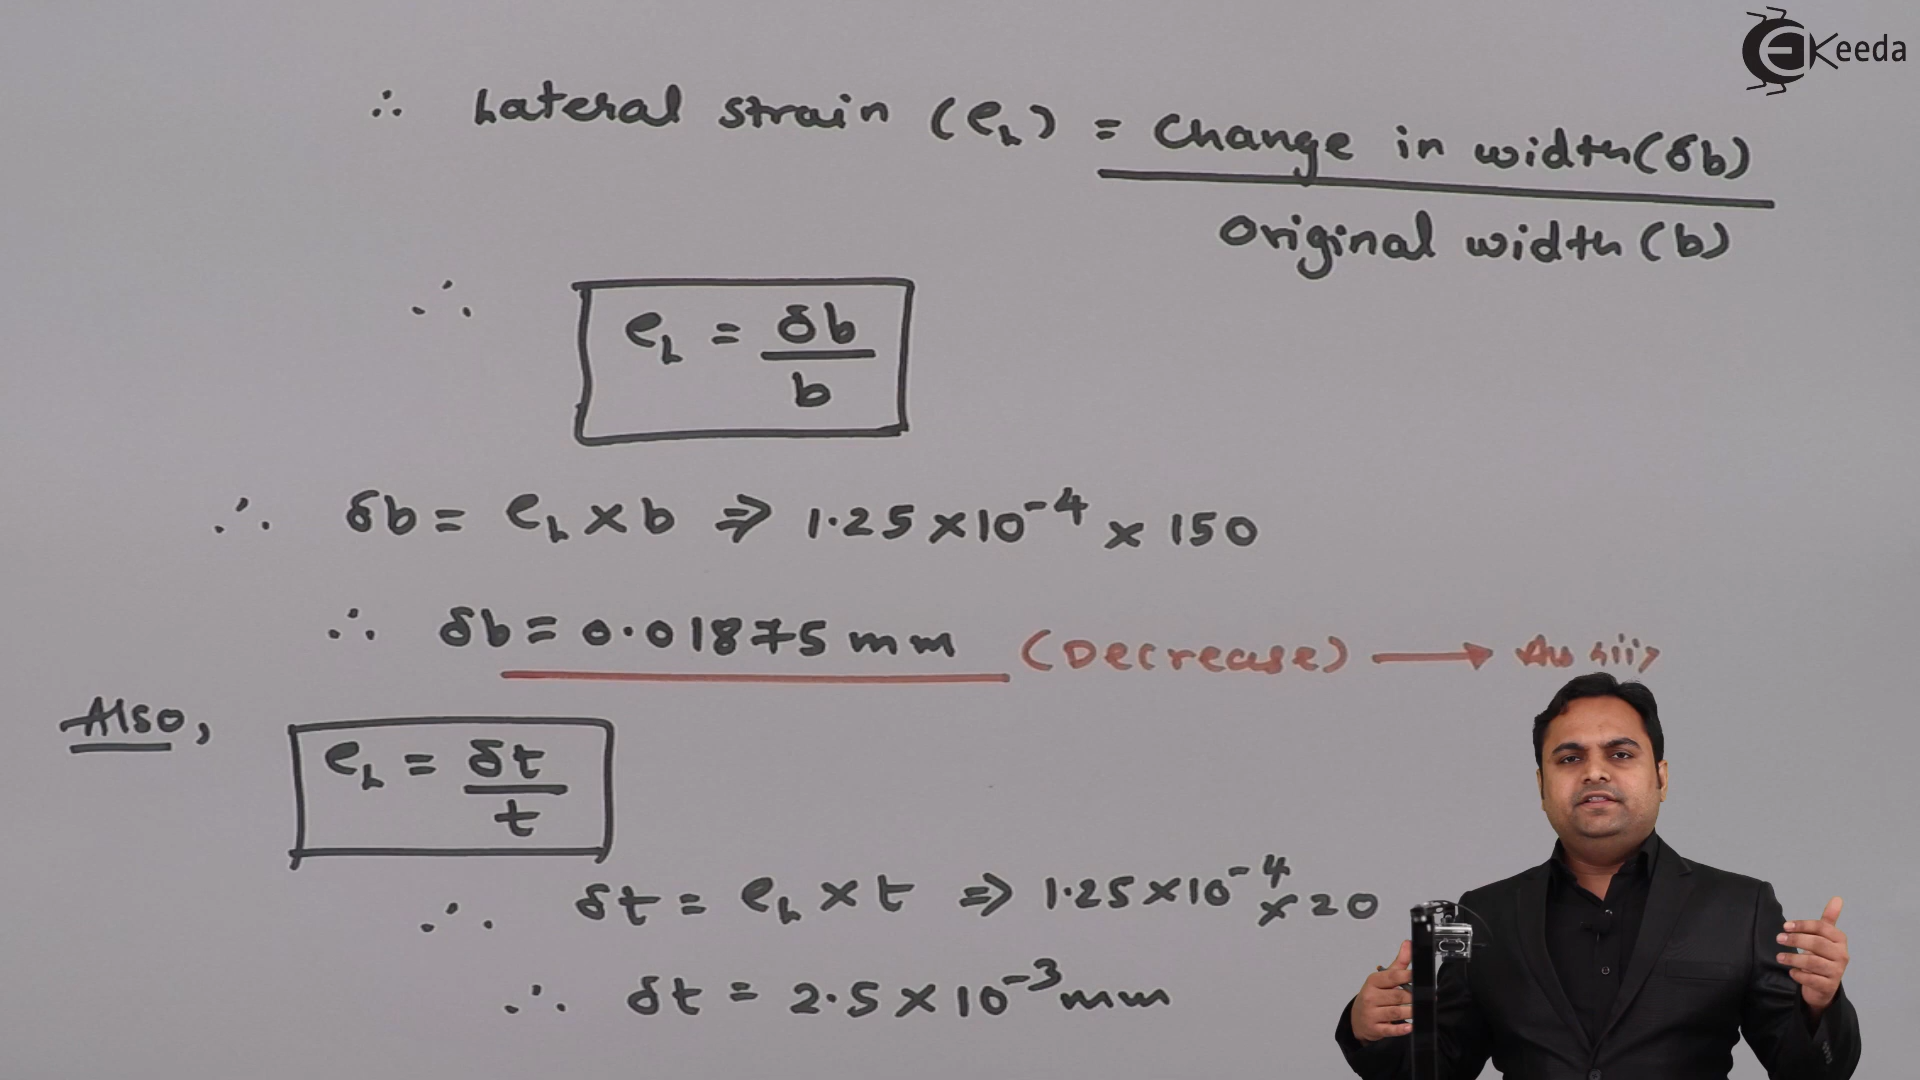 EKeeda
∴ Lateral strain (eL) = Change in width (δb)
Original width (b)
∴ eL = δb
b
∴ δb = eL × b ⇒ 1.25 × 10⁻⁴ × 150
∴ δb = 0.01875 mm (Decrease) →
Also,
eL = δt
t
∴ δt = eL × t ⇒ 1.25 × 10⁻⁴ × 20
∴ δt = 2.5 × 10⁻³ mm